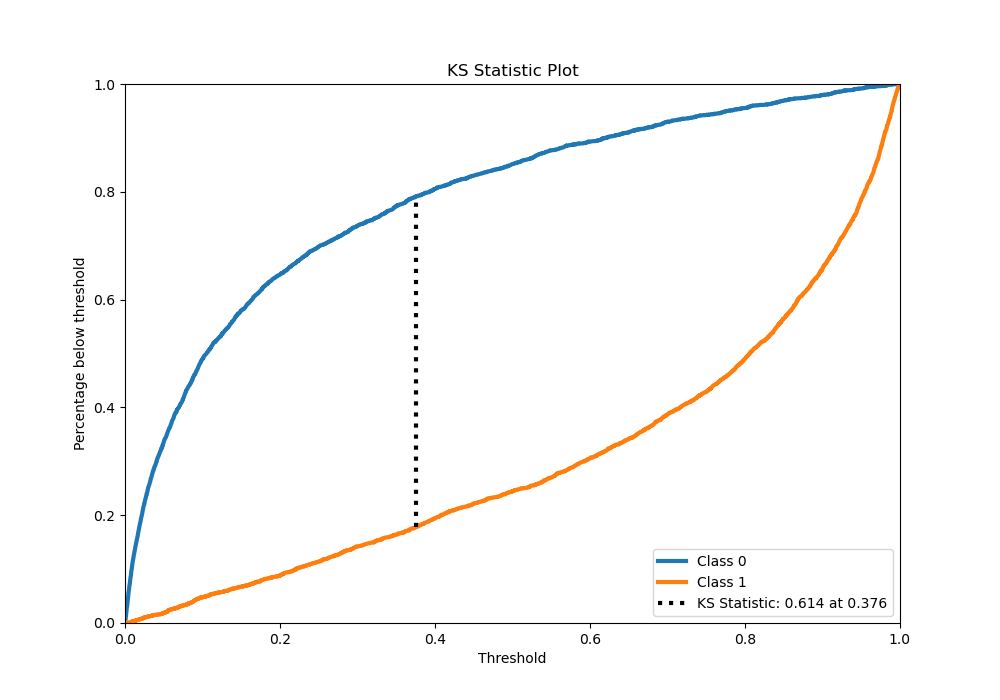 KS Statistic Plot
1.0
0.8
0.6
0.4
0.2
0.0
Percentage below threshold
0.0 0.2 0.4 0.6 0.8 1.0
Threshold
Class 0
Class 1
KS Statistic: 0.614 at 0.376